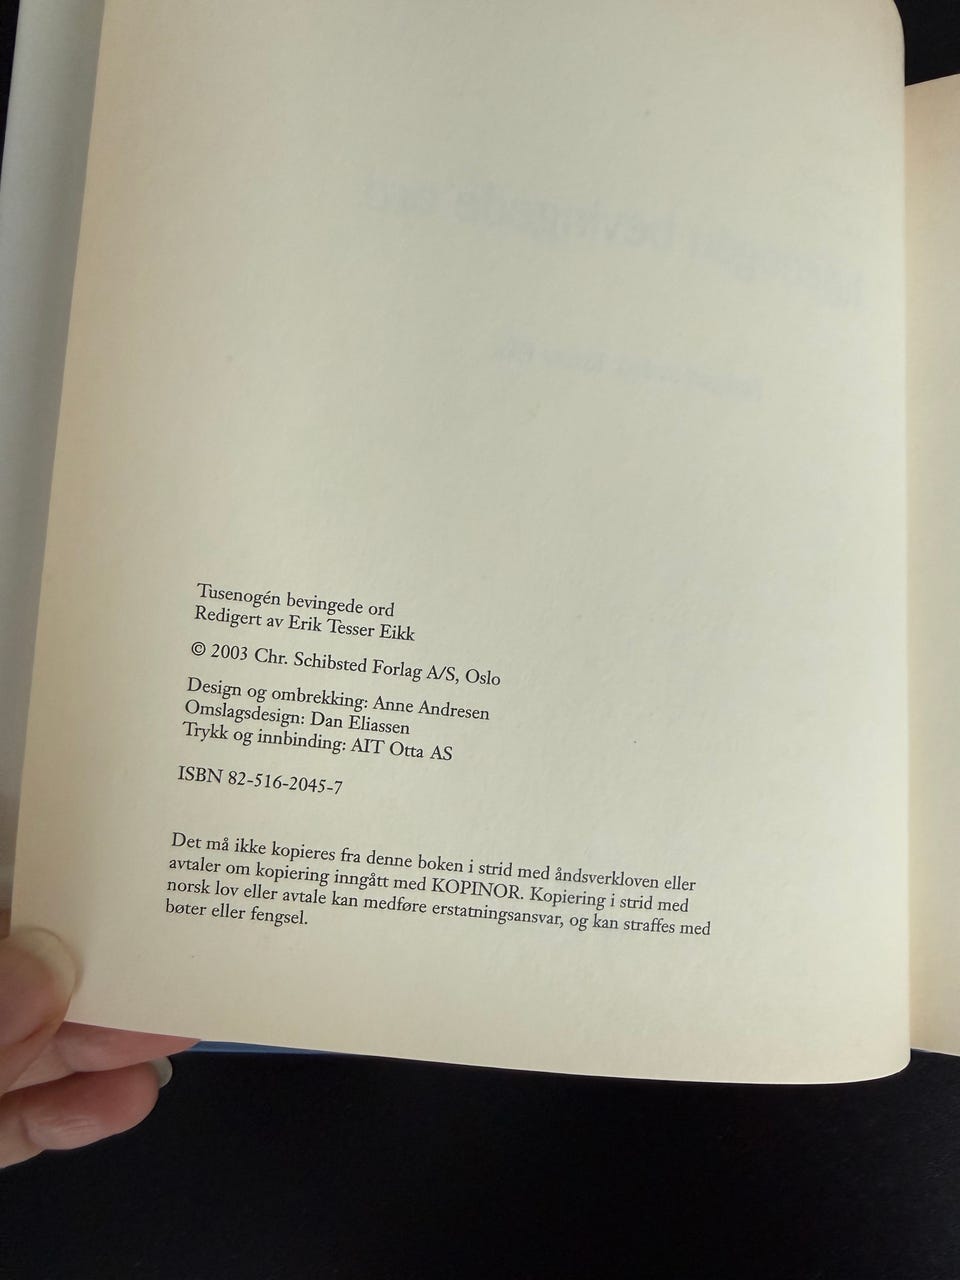 Tusenogén bevingede ord
Redigert av Erik Tesser Eikk
© 2003 Chr. Schibsted Forlag A/S, Oslo
Design og ombrekking: Anne Andresen
Omslagsdesign: Dan Eliassen
Trykk og innbinding: AIT Otta AS
ISBN 82-516-2045-7
Det må ikke kopieres fra denne boken i strid med åndsverkloven eller
avtaler om kopiering inngått med KOPINOR. Kopiering i strid med
norsk lov eller avtale kan medføre erstatningsansvar, og kan straffes med
bøter eller fengsel.